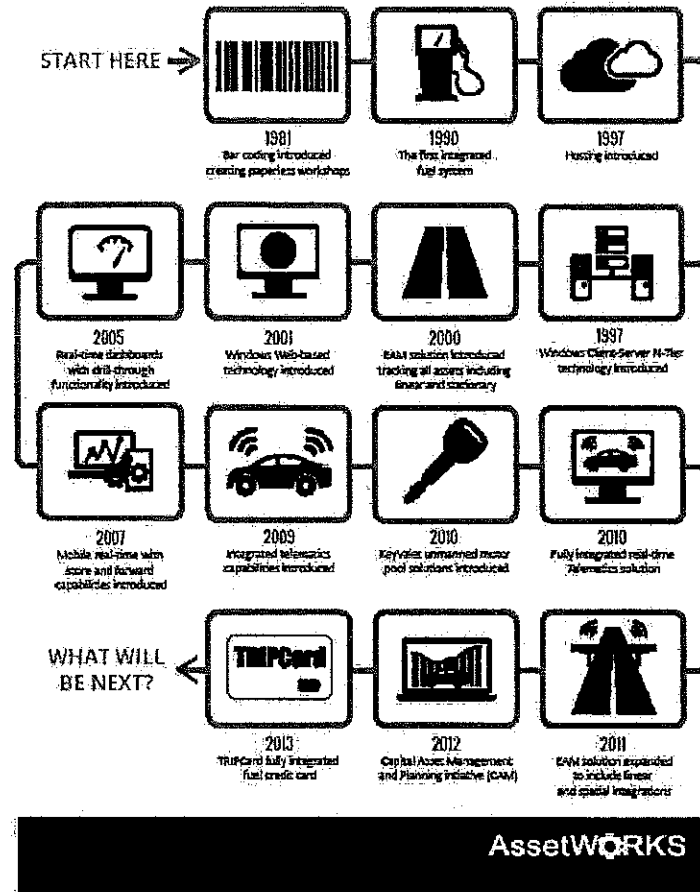 START HERE
1981
Bar coding introduced
creating paperless workshops
1990
The first integrated
fuel system
1997
Hosting introduced
2005
Real-time dashboards
with drill-through
functionality introduced
2001
Windows Web-based
technology introduced
2000
EAM solution introduced
tracking all assets including
linear and stationary
1997
Windows Client-Server N-Tier
technology introduced
2007
Mobile real-time with
store and forward
capabilities introduced
2009
Integrated telematics
capabilities introduced
2010
KeyValet unmanned motor
pool solutions introduced
2010
Fully integrated real-time
Telematics solution
WHAT WILL
BE NEXT?
TRIPCard
2013
TRIPCard fully integrated
fuel credit card
2012
Capital Asset Management
and Planning Initiative (CAM)
2011
EAM solution expanded
to include linear
and spatial integrations
AssetWORKS